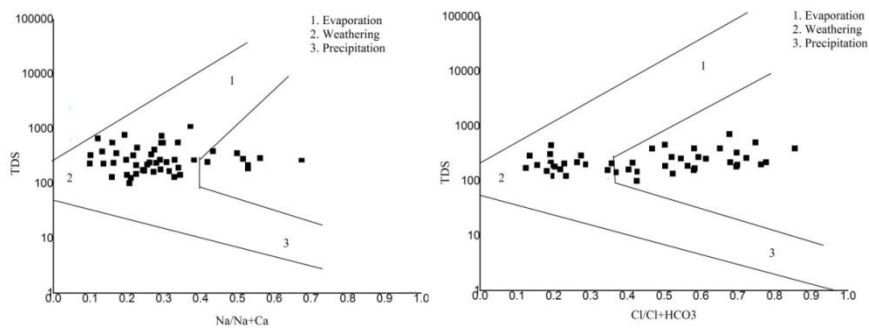 100000
10000
1000
100
10
1
TDS
1. Evaporation
2. Weathering
3. Precipitation
1
2
3
0.0 0.1 0.2 0.3 0.4 0.5 0.6 0.7 0.8 0.9 1.0
Na/Na+Ca
100000
10000
1000
100
10
1
TDS
1. Evaporation
2. Weathering
3. Precipitation
1
2
3
0.0 0.1 0.2 0.3 0.4 0.5 0.6 0.7 0.8 0.9 1.0
Cl/Cl+HCO3